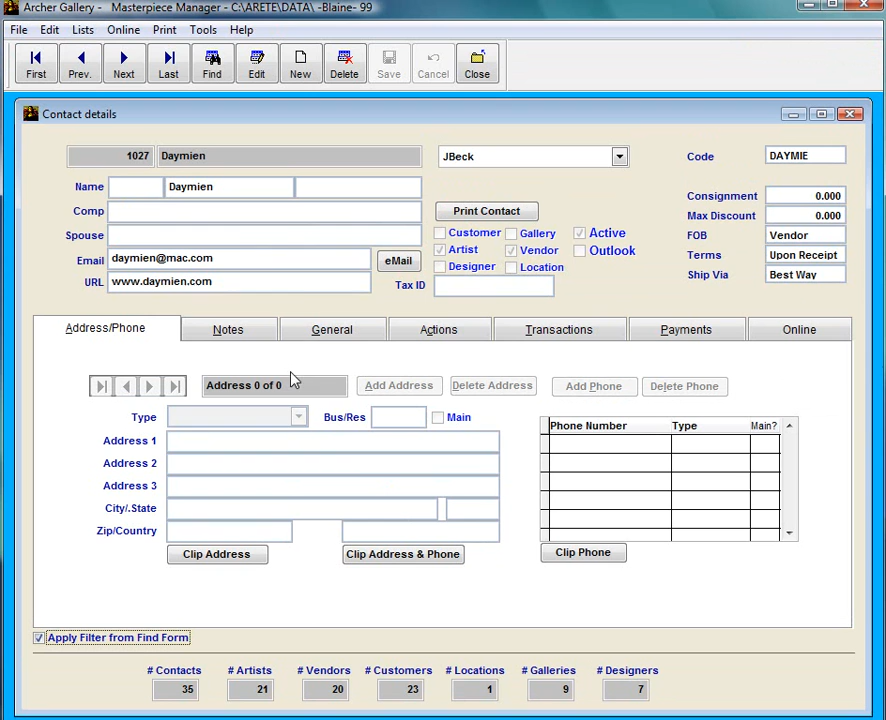 Archer Gallery - Masterpiece Manager - C:\ARETE\DATA\ -Blaine- 99
File Edit Lists Online Print Tools Help
First Prev. Next Last Find Edit New Delete Save Cancel Close
Contact details
1027 Daymien JBeck Code DAYMIE
Name Daymien
Comp
Spouse
Email daymien@mac.com eMail
URL www.daymien.com
Print Contact
Customer Gallery Active
Artist Vendor Outlook
Designer Location
Tax ID
Consignment 0.000
Max Discount 0.000
FOB Vendor
Terms Upon Receipt
Ship Via Best Way
Address/Phone Notes General Actions Transactions Payments Online
Address 0 of 0 Add Address Delete Address Add Phone Delete Phone
Type Bus/Res Main
Address 1
Address 2
Address 3
City/.State
Zip/Country
Clip Address Clip Address & Phone
Phone Number Type Main?
Clip Phone
Apply Filter from Find Form
# Contacts # Artists # Vendors # Customers # Locations # Galleries # Designers
35 21 20 23 1 9 7